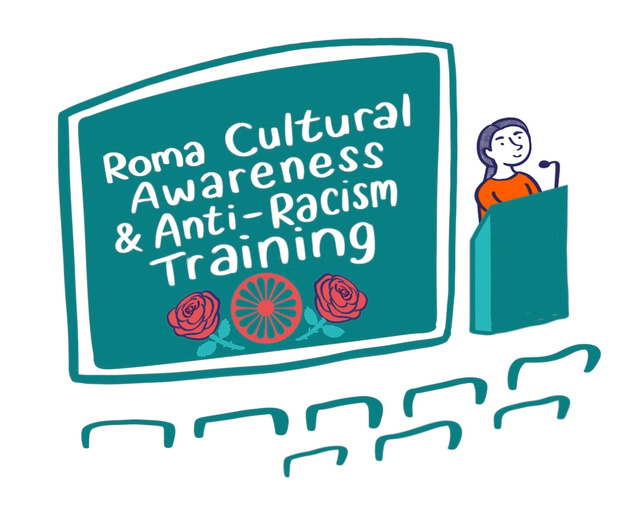 Roma Cultural
Awareness
& Anti-Racism
Training